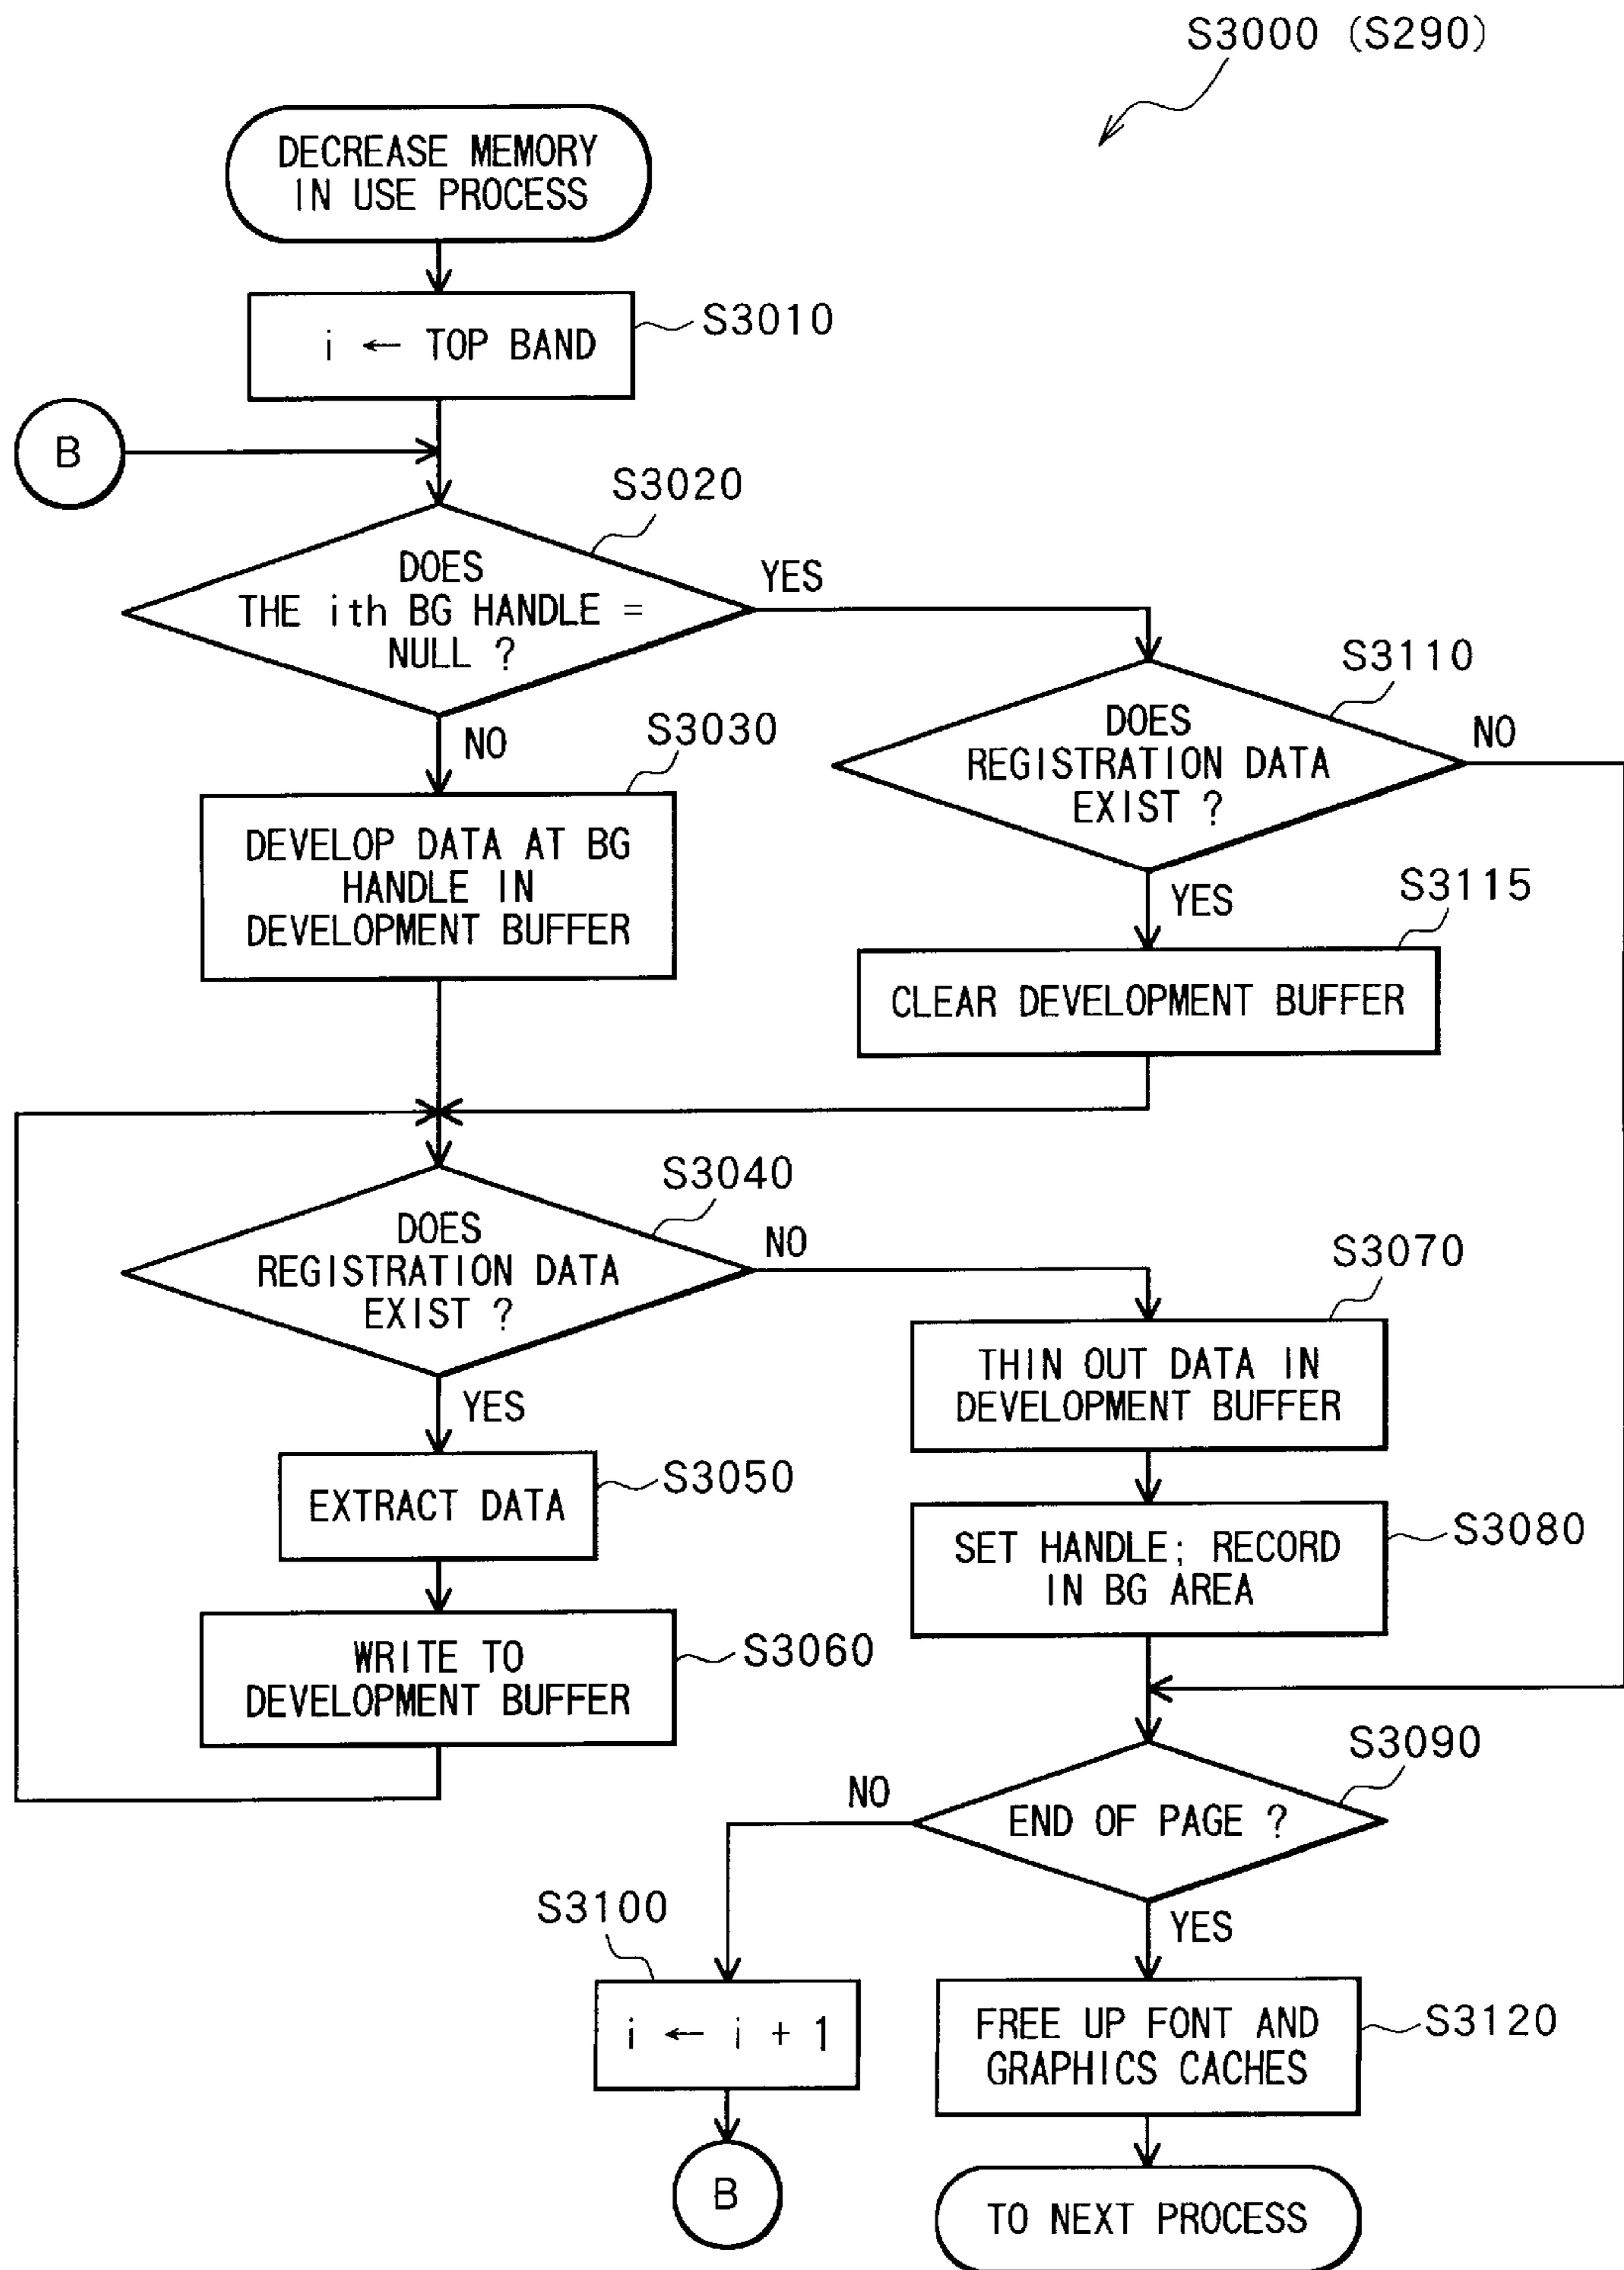 S3000 (S290)
DECREASE MEMORY
IN USE PROCESS
i ← TOP BAND
S3010
B
S3020
DOES
THE ith BG HANDLE =
NULL ?
YES
NO
S3030
DEVELOP DATA AT BG
HANDLE IN
DEVELOPMENT BUFFER
S3110
DOES
REGISTRATION DATA
EXIST ?
NO
YES
S3115
CLEAR DEVELOPMENT BUFFER
S3040
DOES
REGISTRATION DATA
EXIST ?
NO
YES
S3050
EXTRACT DATA
S3060
WRITE TO
DEVELOPMENT BUFFER
S3070
THIN OUT DATA IN
DEVELOPMENT BUFFER
S3080
SET HANDLE; RECORD
IN BG AREA
S3090
END OF PAGE ?
NO
YES
S3100
i ← i + 1
B
FREE UP FONT AND
GRAPHICS CACHES
S3120
TO NEXT PROCESS